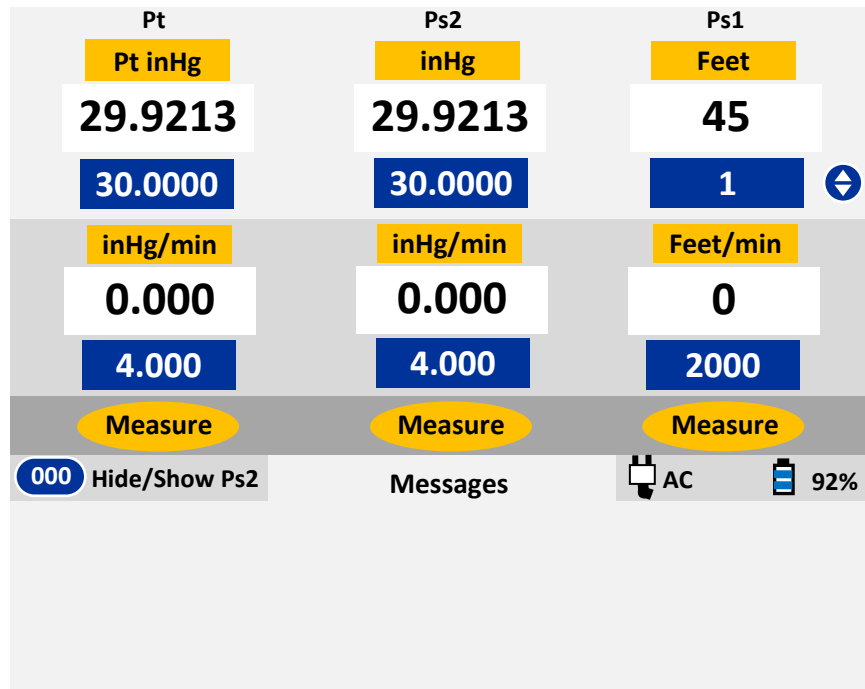 Pt Ps2 Ps1
Pt inHg inHg Feet
29.9213 29.9213 45
30.0000 30.0000 1
inHg/min inHg/min Feet/min
0.000 0.000 0
4.000 4.000 2000
Measure Measure Measure
000 Hide/Show Ps2 Messages AC 92%